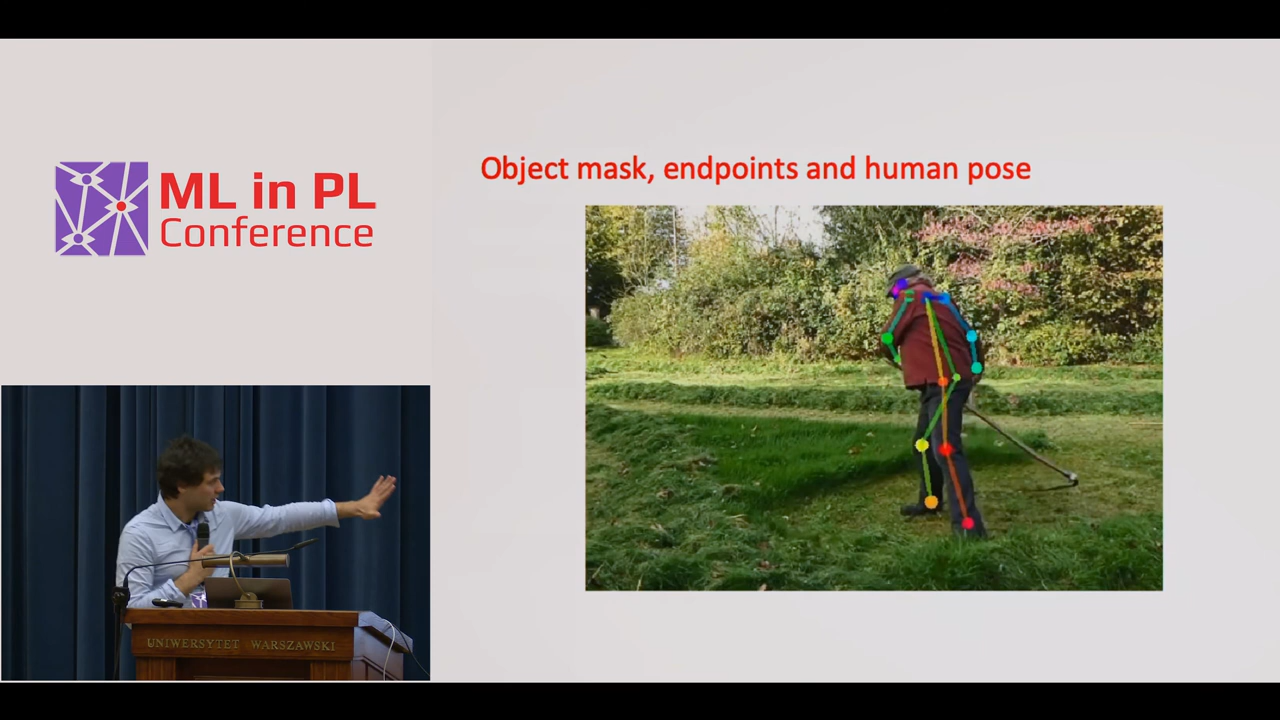 ML in PL
Conference
Object mask, endpoints and human pose
UNIWERSYTET WARSZAWSKI